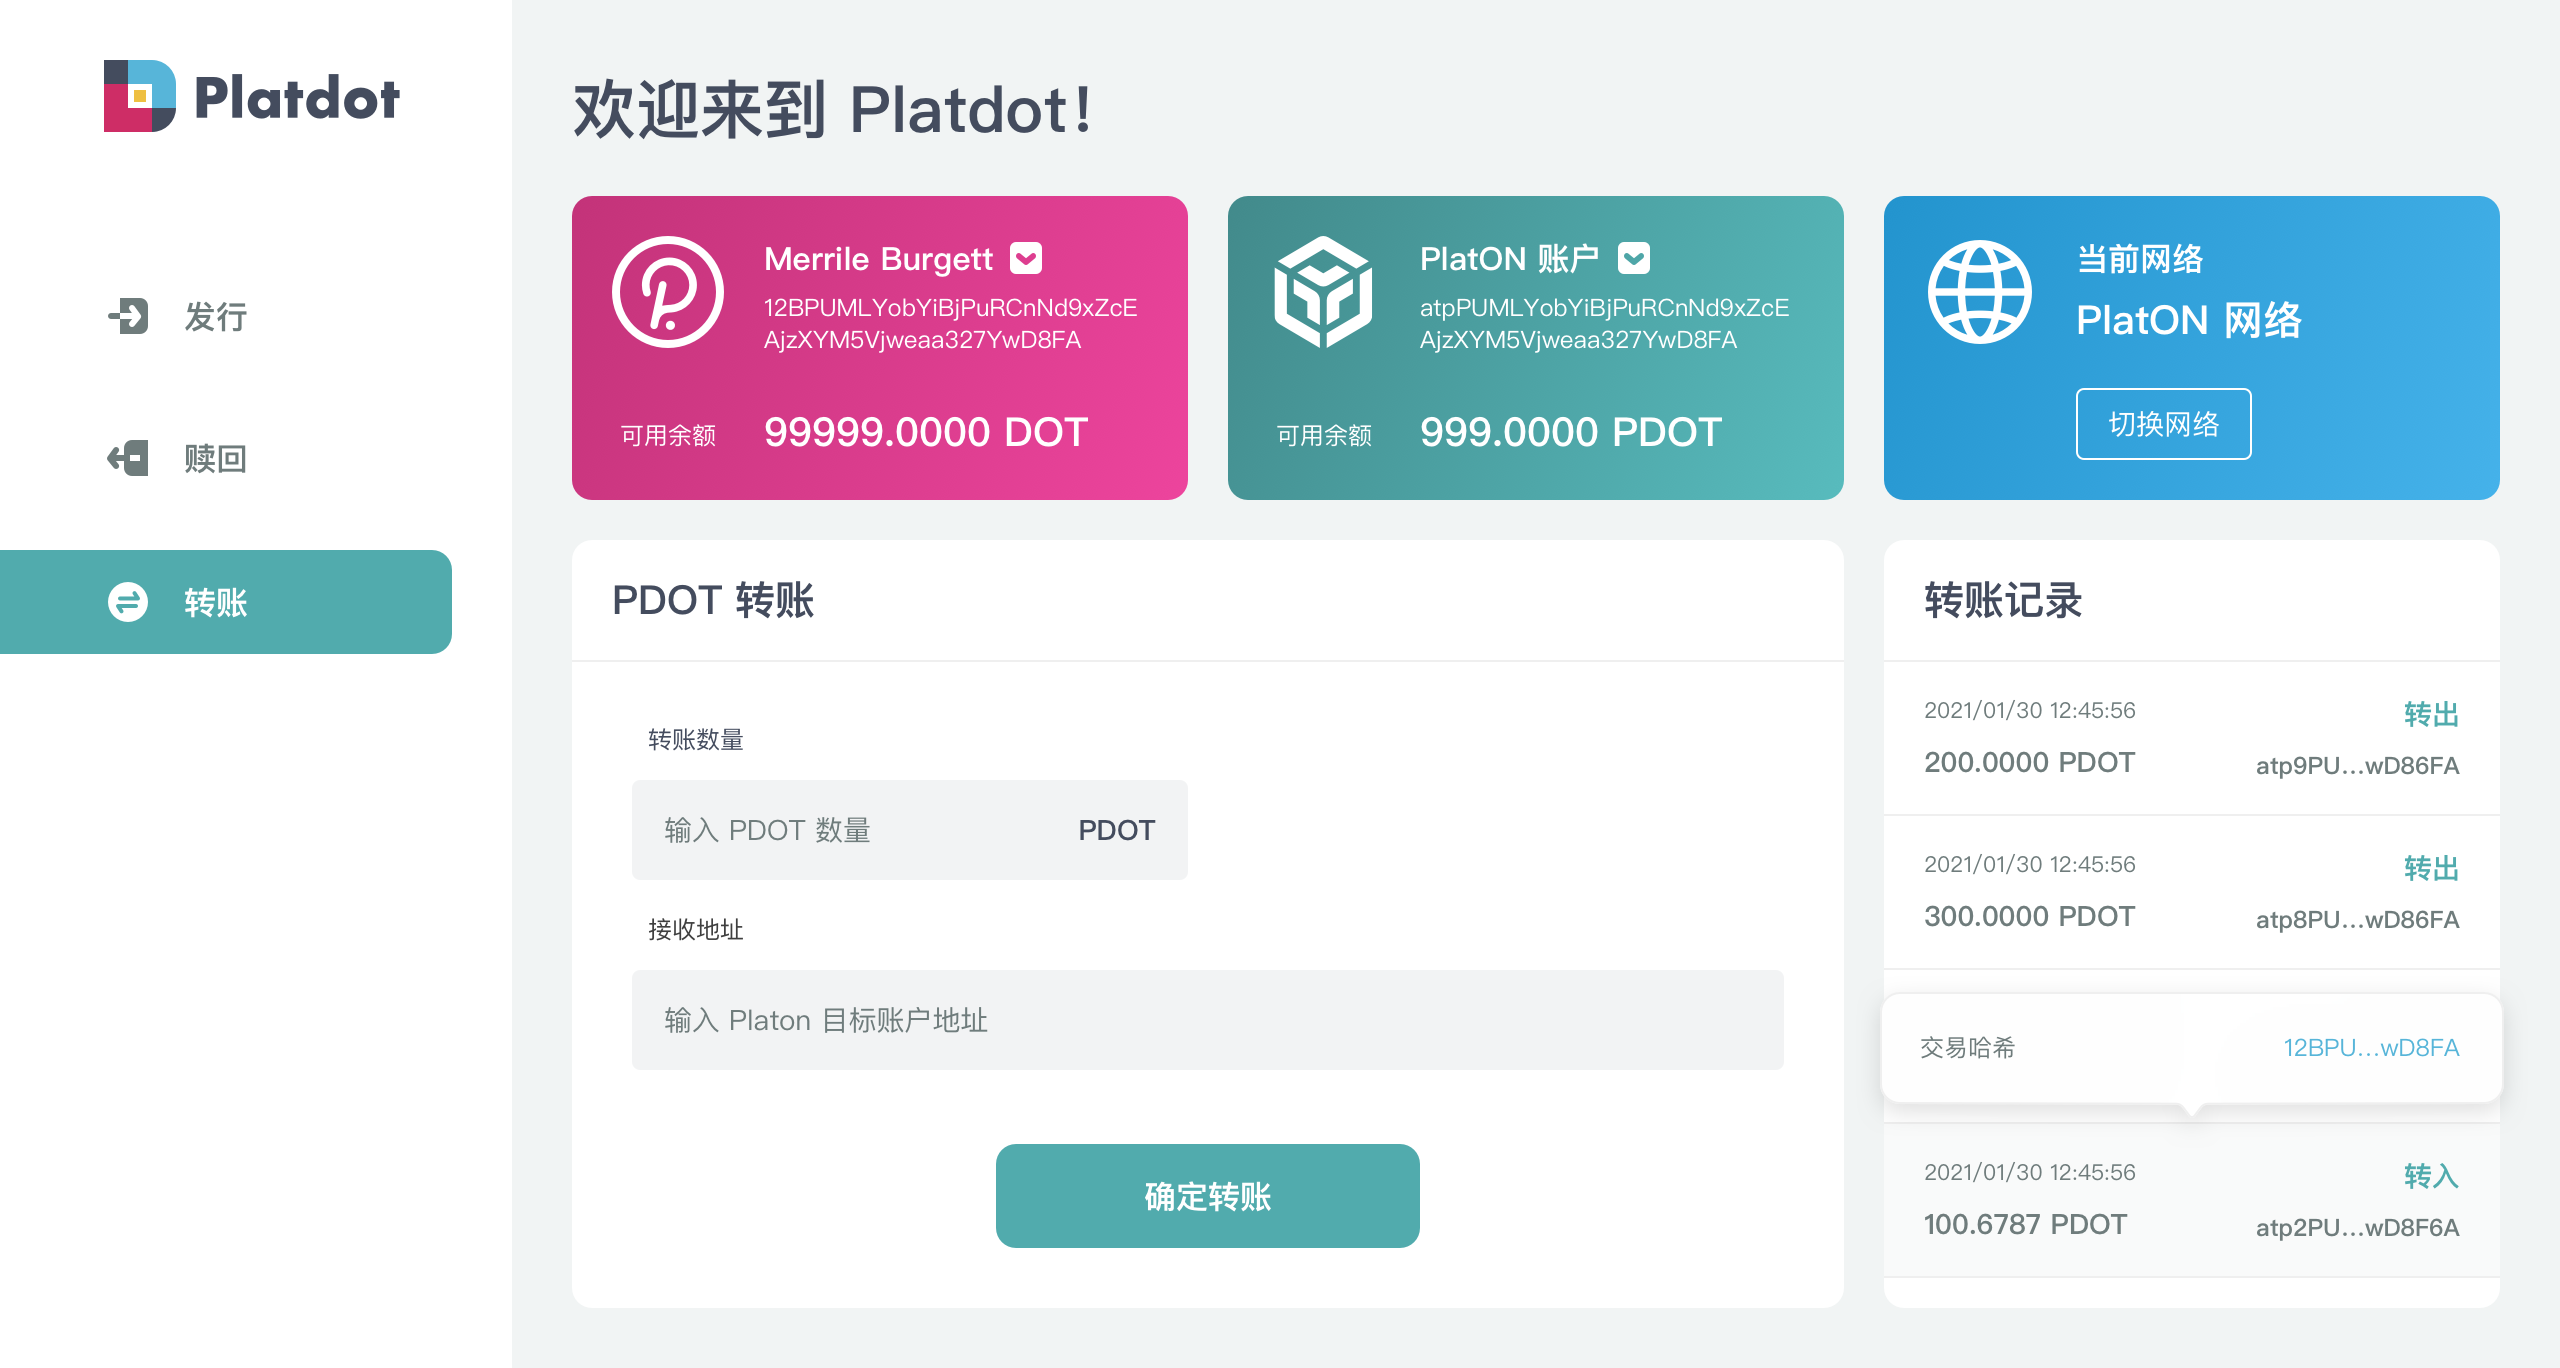 Platdot
发行
赎回
转账
欢迎来到 Platdot！
Merrile Burgett
12BPUMLYobYiBjPuRCnNd9xZcE
AjzXYM5Vjweaa327YwD8FA
可用余额 99999.0000 DOT
PlatON 账户
atpPUMLYobYiBjPuRCnNd9xZcE
AjzXYM5Vjweaa327YwD8FA
可用余额 999.0000 PDOT
当前网络
PlatON 网络
切换网络
PDOT 转账
转账数量
输入 PDOT 数量 PDOT
接收地址
输入 Platon 目标账户地址
确定转账
转账记录
2021/01/30 12:45:56 转出
200.0000 PDOT atp9PU...wD86FA
2021/01/30 12:45:56 转出
300.0000 PDOT atp8PU...wD86FA
交易哈希 12BPU...wD8FA
2021/01/30 12:45:56 转入
100.6787 PDOT atp2PU...wD8F6A